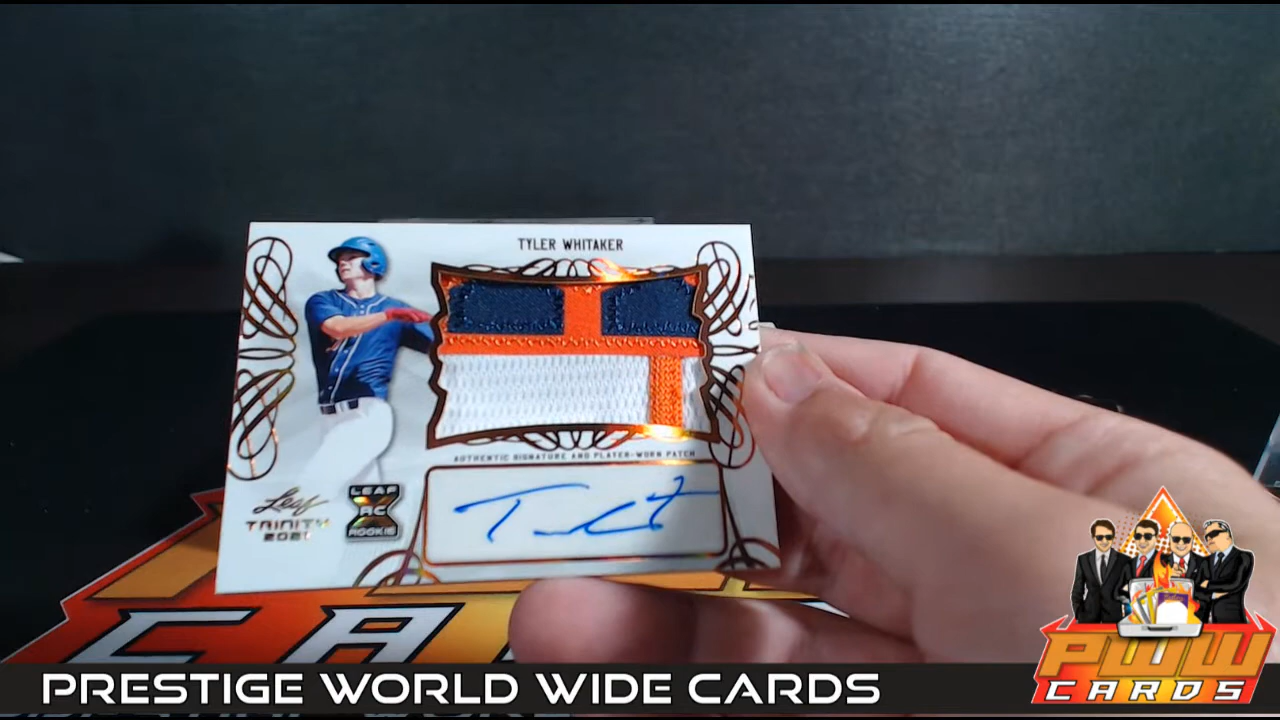 TYLER WHITAKER
AUTHENTIC SIGNATURE AND PLAYER-WORN PATCH
Leaf
TRINITY
2021
LEAF
RC
ROOKIE
CA
PWW
CARDS
PRESTIGE WORLD WIDE CARDS